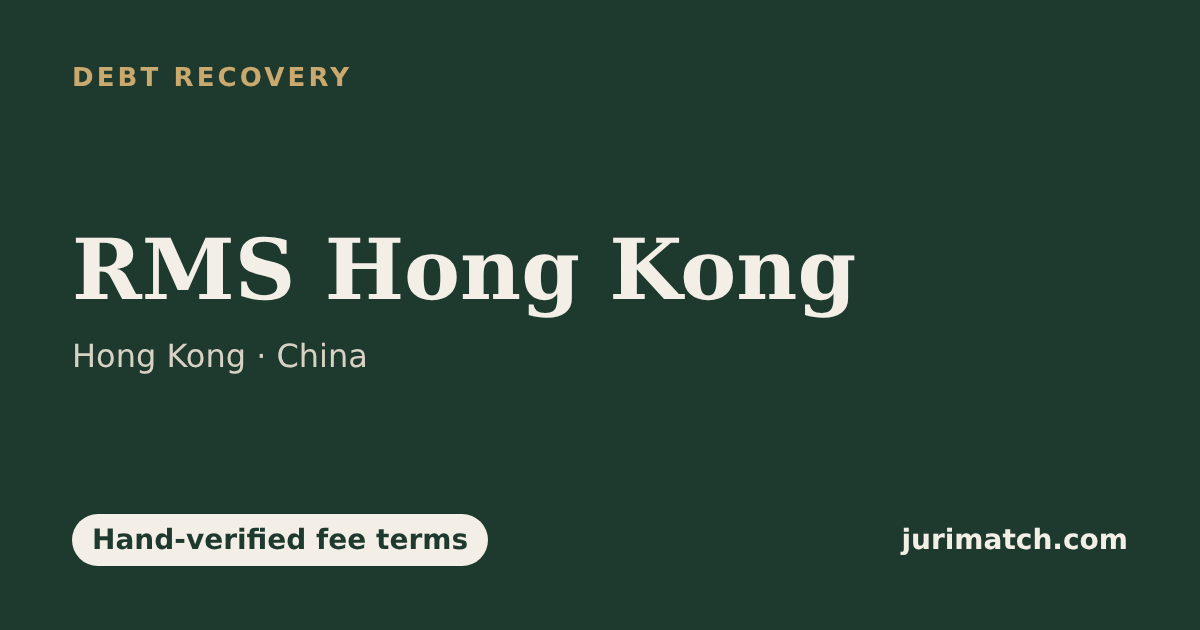 DEBT RECOVERY
RMS Hong Kong
Hong Kong · China
Hand-verified fee terms
jurimatch.com